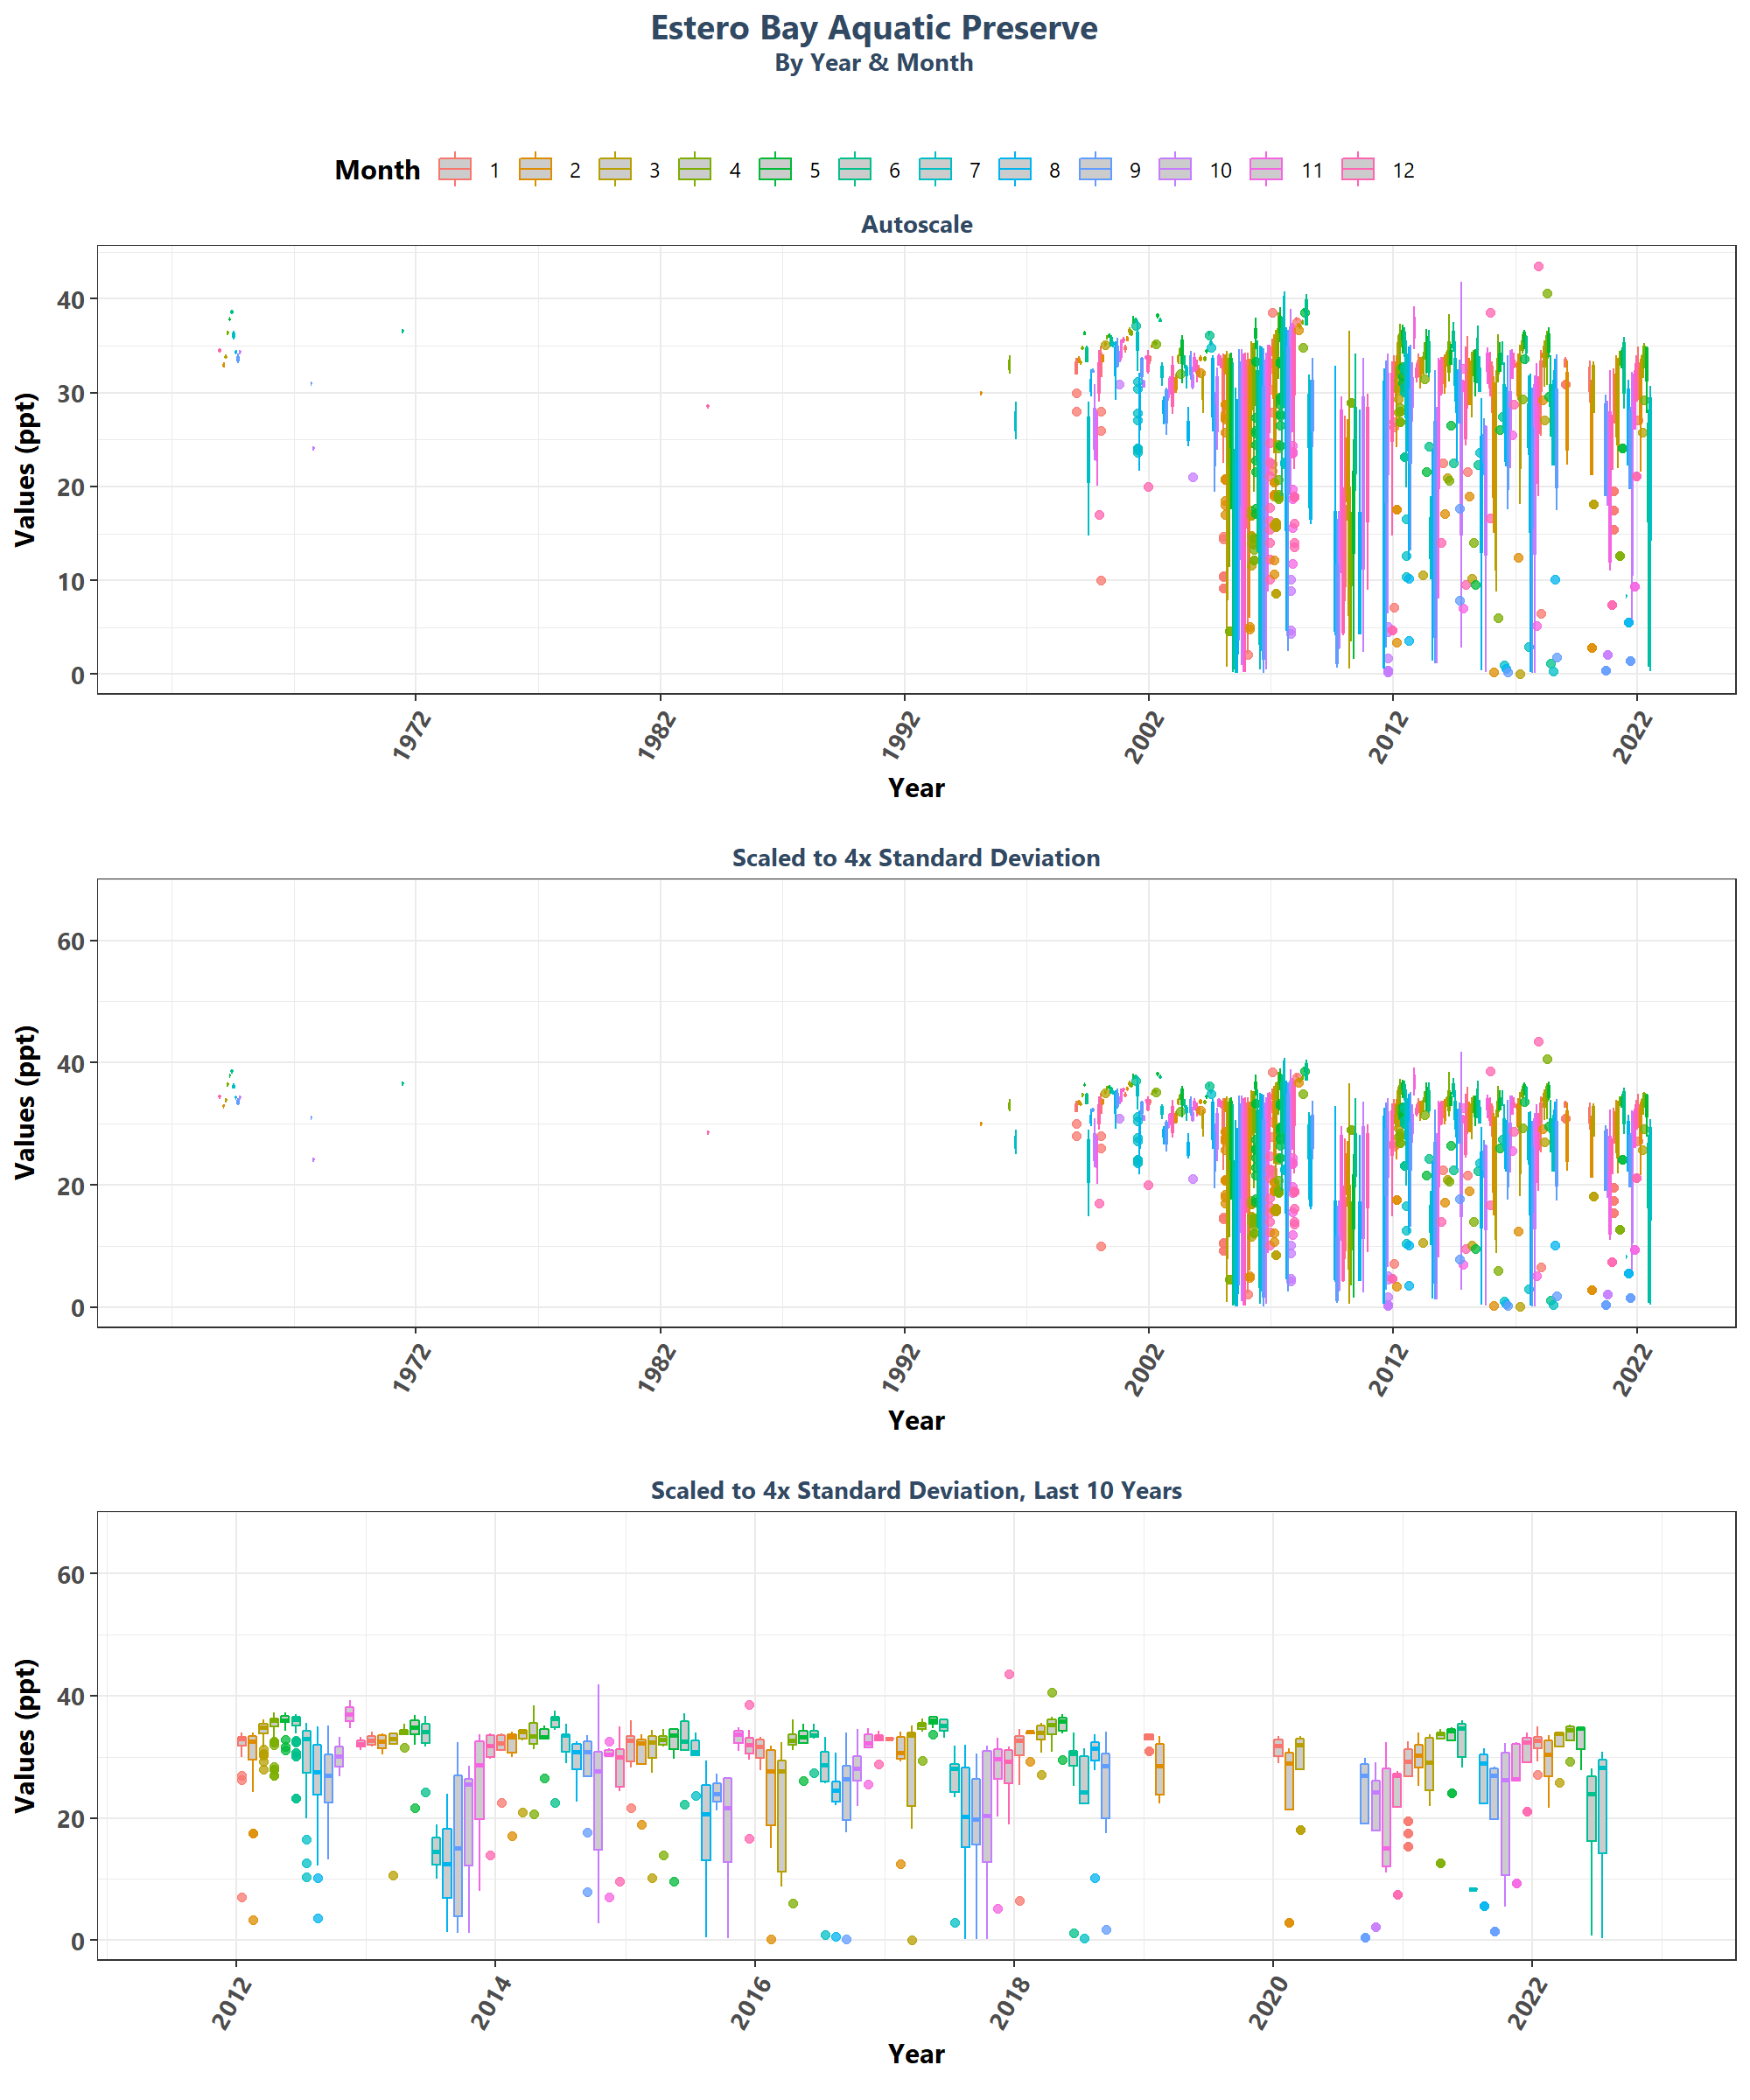 Estero Bay Aquatic Preserve
By Year & Month
Month 1 2 3 4 5 6 7 8 9 10 11 12
Autoscale
Values (ppt)
40
30
20
10
0
1972 1982 1992 2002 2012 2022
Year
Scaled to 4x Standard Deviation
Values (ppt)
60
40
20
0
1972 1982 1992 2002 2012 2022
Year
Scaled to 4x Standard Deviation, Last 10 Years
Values (ppt)
60
40
20
0
2012 2014 2016 2018 2020 2022
Year